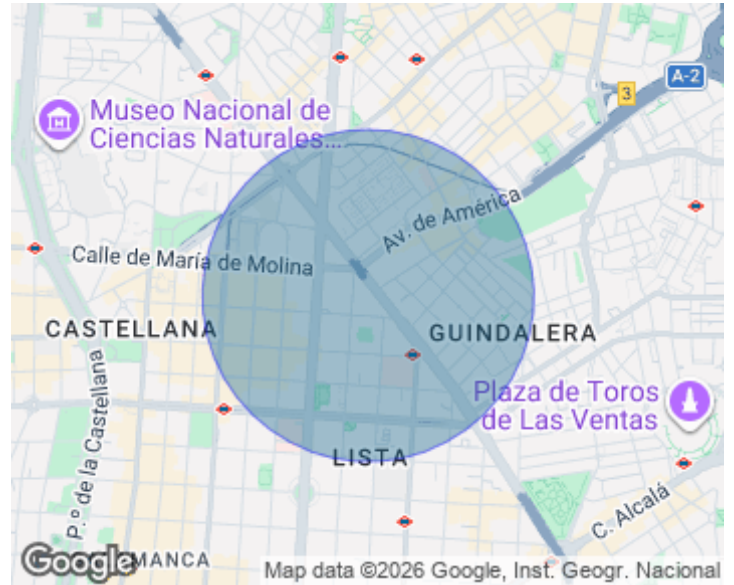 A-2
3
Museo Nacional de
Ciencias Naturales...
Av. de América
Calle de María de Molina
CASTELLANA
GUINDALERA
Plaza de Toros
de Las Ventas
P.º de la Castellana
LISTA
C. Alcalá
Google
MANCA
Map data ©2026 Google, Inst. Geogr. Nacional